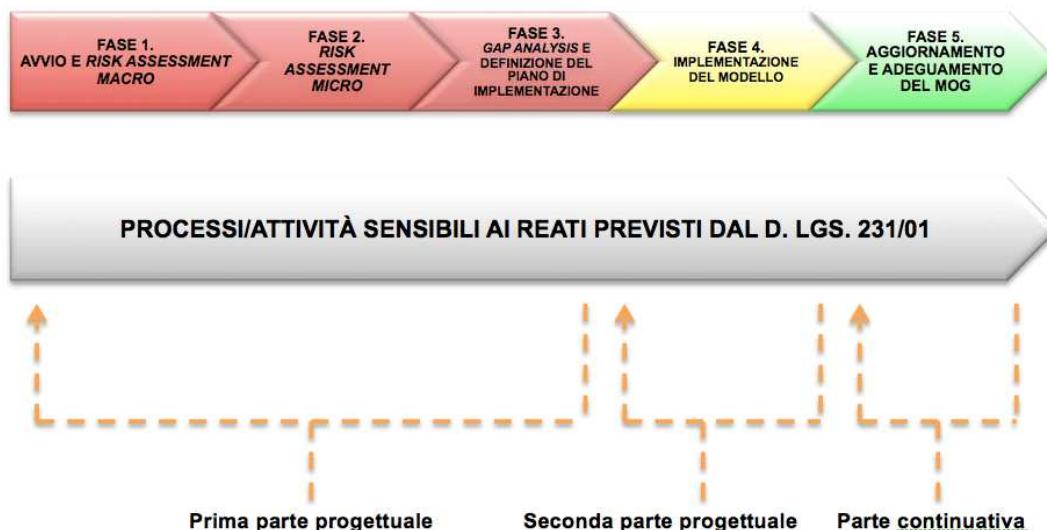 FASE 1.
AVVIO E RISK ASSESSMENT
MACRO
FASE 2.
RISK
ASSESSMENT
MICRO
FASE 3.
GAP ANALYSIS E
DEFINIZIONE DEL
PIANO DI
IMPLEMENTAZIONE
FASE 4.
IMPLEMENTAZIONE
DEL MODELLO
FASE 5.
AGGIORNAMENTO
E ADEGUAMENTO
DEL MOG
PROCESSI/ATTIVITÀ SENSIBILI AI REATI PREVISTI DAL D. LGS. 231/01
Prima parte progettuale
Seconda parte progettuale
Parte continuativa